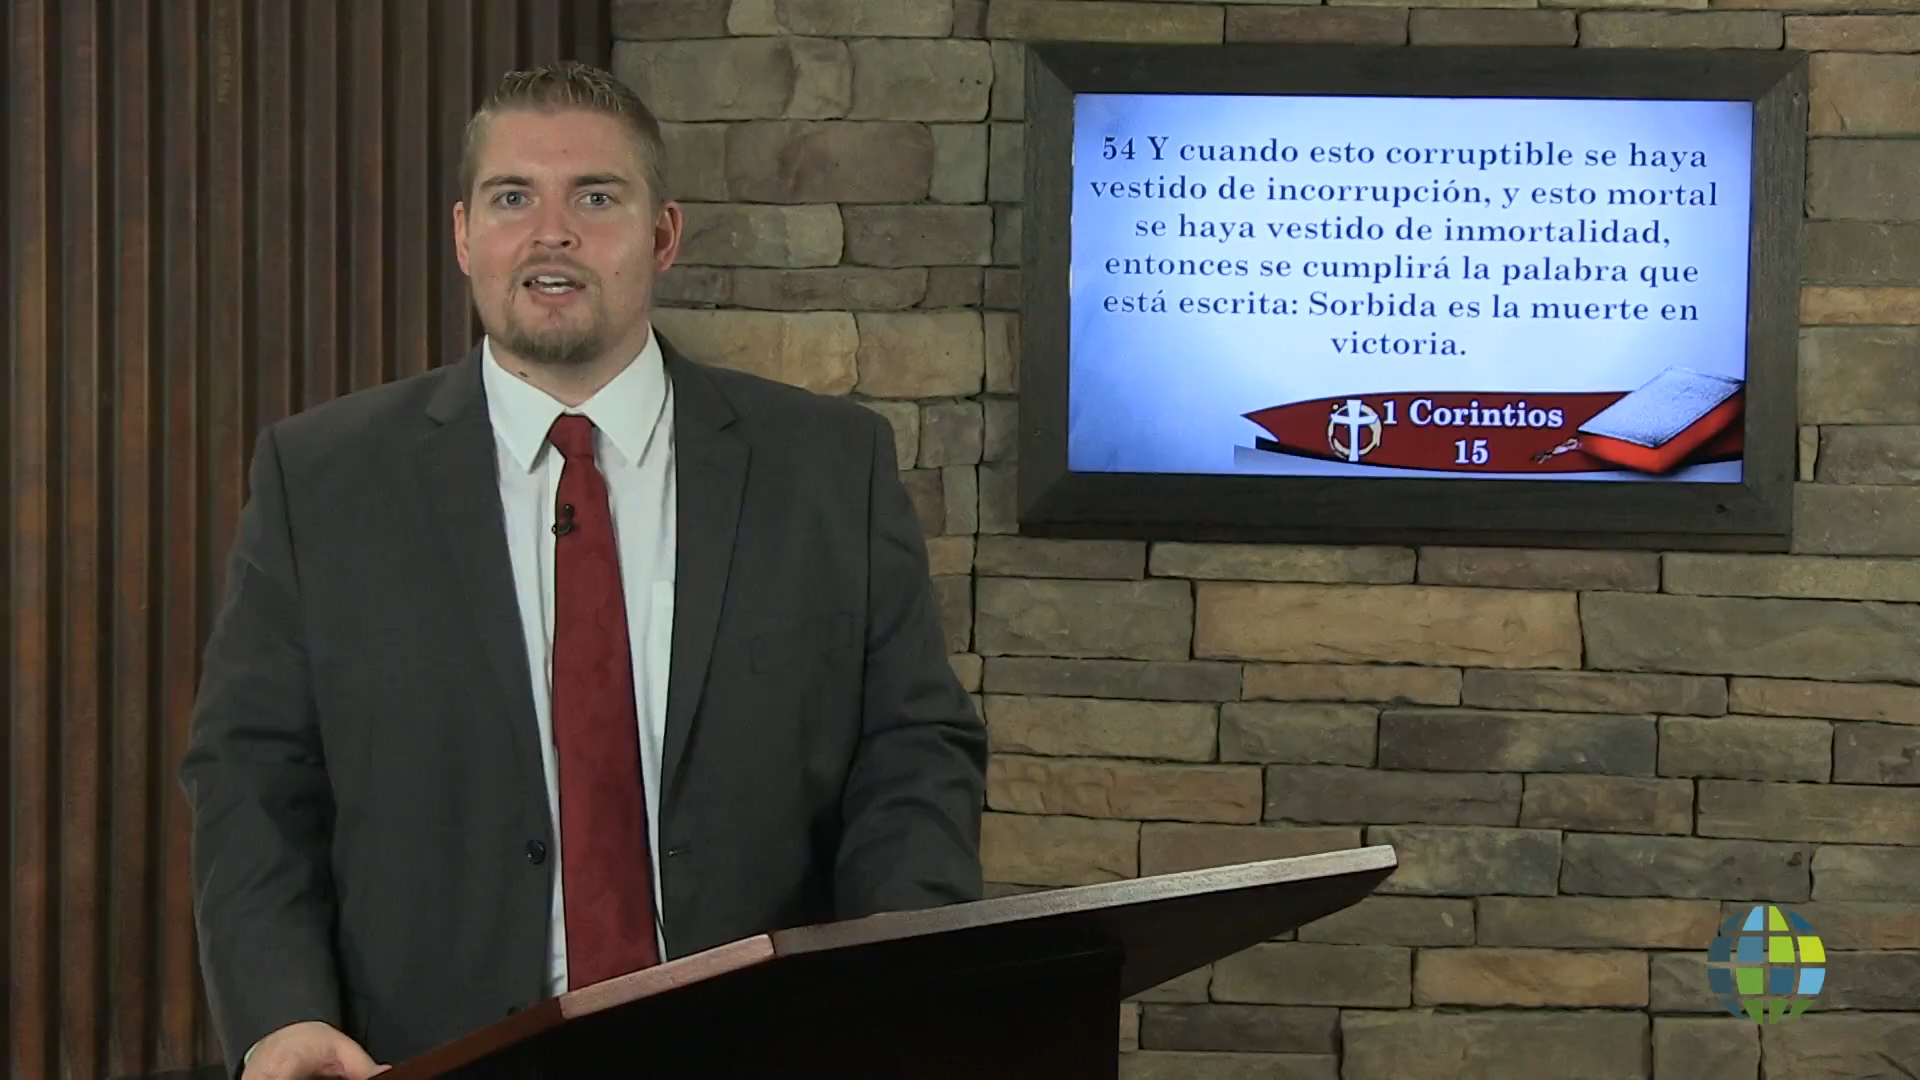 54 Y cuando esto corruptible se haya
vestido de incorrupción, y esto mortal
se haya vestido de inmortalidad,
entonces se cumplirá la palabra que
está escrita: Sorbida es la muerte en
victoria.
1 Corintios
15